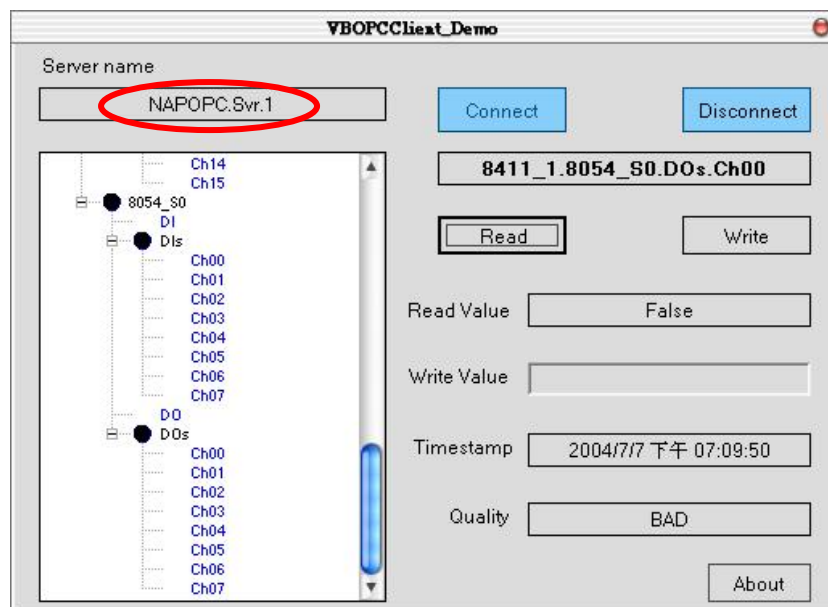 VBOPCClient_Demo
Server name
NAPOPC.Svr.1
Connect
Disconnect
8411_1.8054_S0.DOs.Ch00
Ch14
Ch15
8054_S0
DI
DIs
Ch00
Ch01
Ch02
Ch03
Ch04
Ch05
Ch06
Ch07
DO
DOs
Ch00
Ch01
Ch02
Ch03
Ch04
Ch05
Ch06
Ch07
Read
Write
Read Value
False
Write Value
Timestamp
2004/7/7 下午 07:09:50
Quality
BAD
About